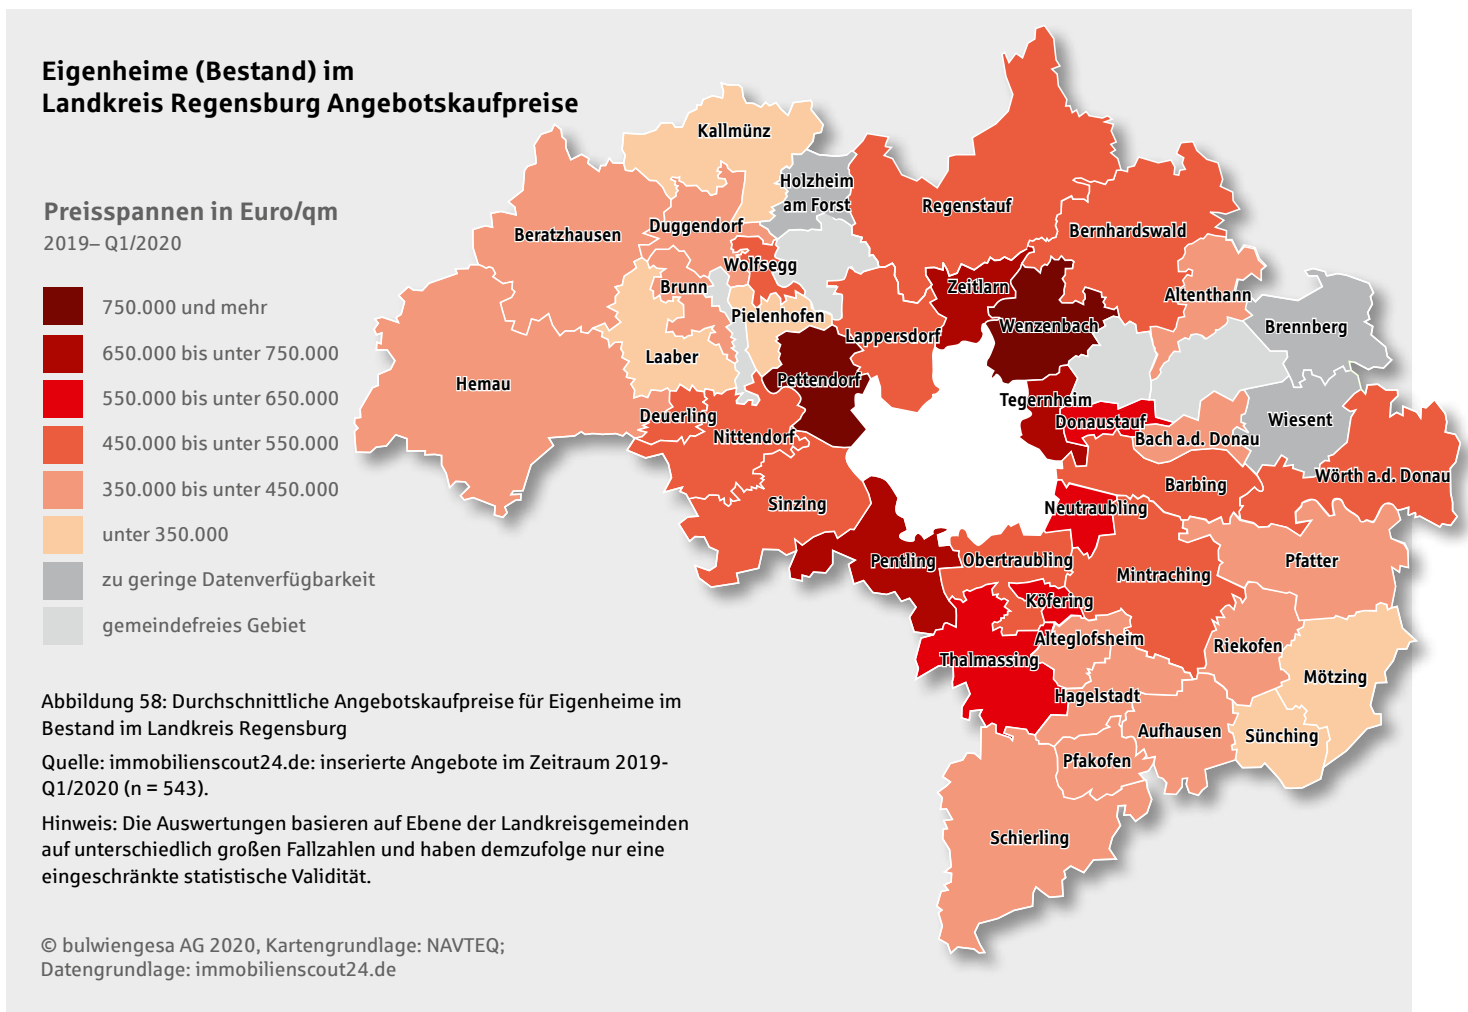 Eigenheime (Bestand) im
Landkreis Regensburg Angebotskaufpreise
Preisspannen in Euro/qm
2019– Q1/2020
750.000 und mehr
650.000 bis unter 750.000
550.000 bis unter 650.000
450.000 bis unter 550.000
350.000 bis unter 450.000
unter 350.000
zu geringe Datenverfügbarkeit
gemeindefreies Gebiet
Abbildung 58: Durchschnittliche Angebotskaufpreise für Eigenheime im
Bestand im Landkreis Regensburg
Quelle: immobilienscout24.de: inserierte Angebote im Zeitraum 2019-
Q1/2020 (n = 543).
Hinweis: Die Auswertungen basieren auf Ebene der Landkreisgemeinden
auf unterschiedlich großen Fallzahlen und haben demzufolge nur eine
eingeschränkte statistische Validität.
© bulwiengesa AG 2020, Kartengrundlage: NAVTEQ;
Datengrundlage: immobilienscout24.de
Kallmünz
Holzheim
am Forst
Regenstauf
Beratzhausen
Duggendorf
Bernhardswald
Wolfsegg
Brunn
Zeitlarn
Altenthann
Pielenhofen
Wenzenbach
Brennberg
Lappersdorf
Laaber
Hemau
Pettendorf
Tegernheim
Deuerling
Donaustauf
Wiesent
Nittendorf
Bach a.d. Donau
Wörth a.d. Donau
Barbing
Sinzing
Neutraubling
Pentling
Obertraubling
Mintraching
Pfatter
Köfering
Alteglofsheim
Riekofen
Thalmassing
Mötzing
Hagelstadt
Aufhausen
Sünching
Pfakofen
Schierling